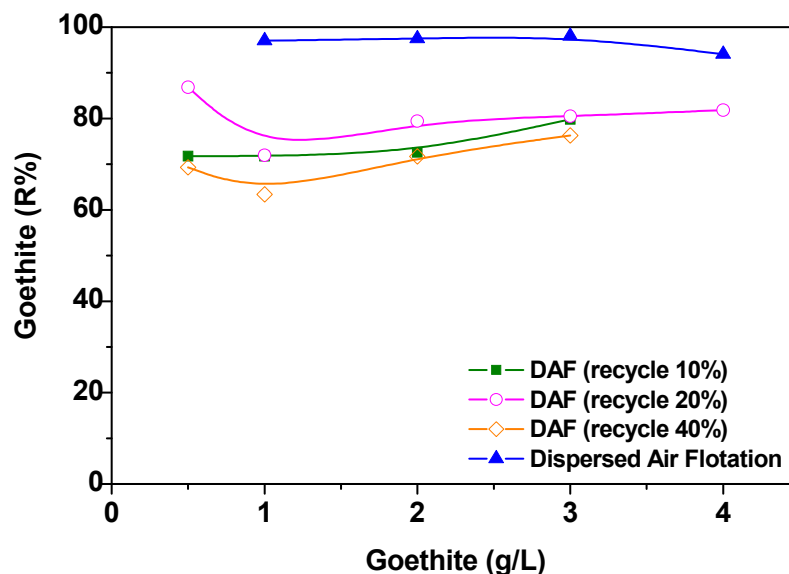 100
80
60
40
20
0
Goethite (R%)
DAF (recycle 10%)
DAF (recycle 20%)
DAF (recycle 40%)
Dispersed Air Flotation
0 1 2 3 4
Goethite (g/L)